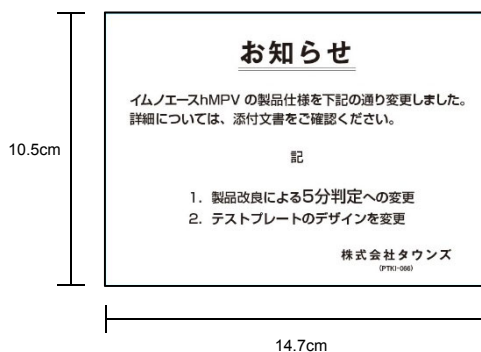 お知らせ
イムノエースhMPV の製品仕様を下記の通り変更しました。
詳細については、添付文書をご確認ください。
10.5cm
記
1. 製品改良による5分判定への変更
2. テストプレートのデザインを変更
株式会社タウンズ
(PTKI-066)
14.7cm